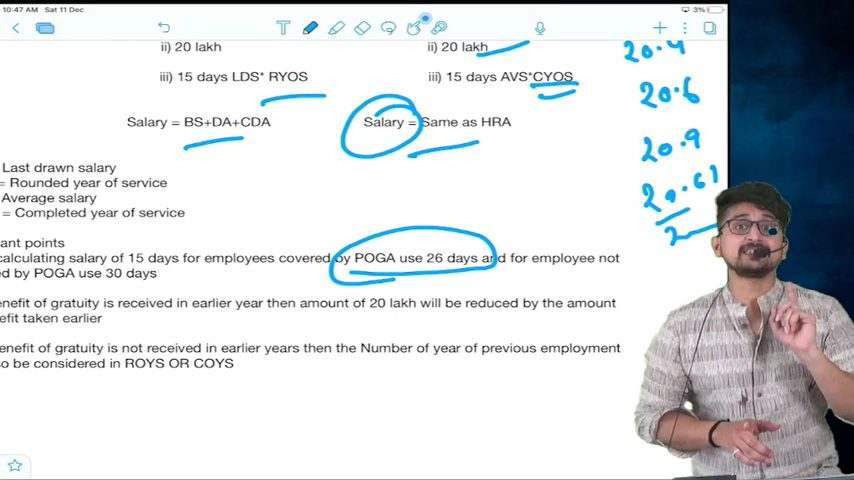 10:47 AM Sat 11 Dec
3%
ii) 20 lakh
ii) 20 lakh
20.4
iii) 15 days LDS* RYOS
iii) 15 days AVS*CYOS
20.6
Salary = BS+DA+CDA
Salary = Same as HRA
20.9
Last drawn salary
= Rounded year of service
20.61
Average salary
= Completed year of service
ant points
calculating salary of 15 days for employees covered by POGA use 26 days and for employee not
ed by POGA use 30 days
enefit of gratuity is received in earlier year then amount of 20 lakh will be reduced by the amount
efit taken earlier
enefit of gratuity is not received in earlier years then the Number of year of previous employment
so be considered in ROYS OR COYS